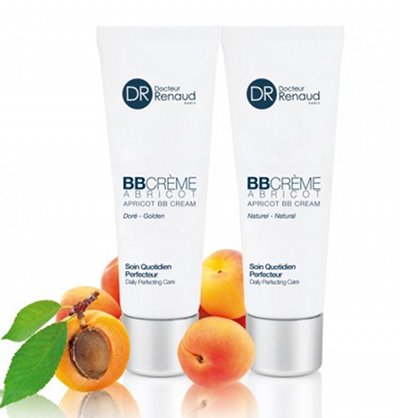 DR
Docteur
Renaud
PARIS
BBCRÈME
ABRICOT
APRICOT BB CREAM
Doré - Golden
Soin Quotidien
Perfecteur
Daily Perfecting Care
DR
Docteur
Renaud
PARIS
BBCRÈME
ABRICOT
APRICOT BB CREAM
Naturel - Natural
Soin Quotidien
Perfecteur
Daily Perfecting Care